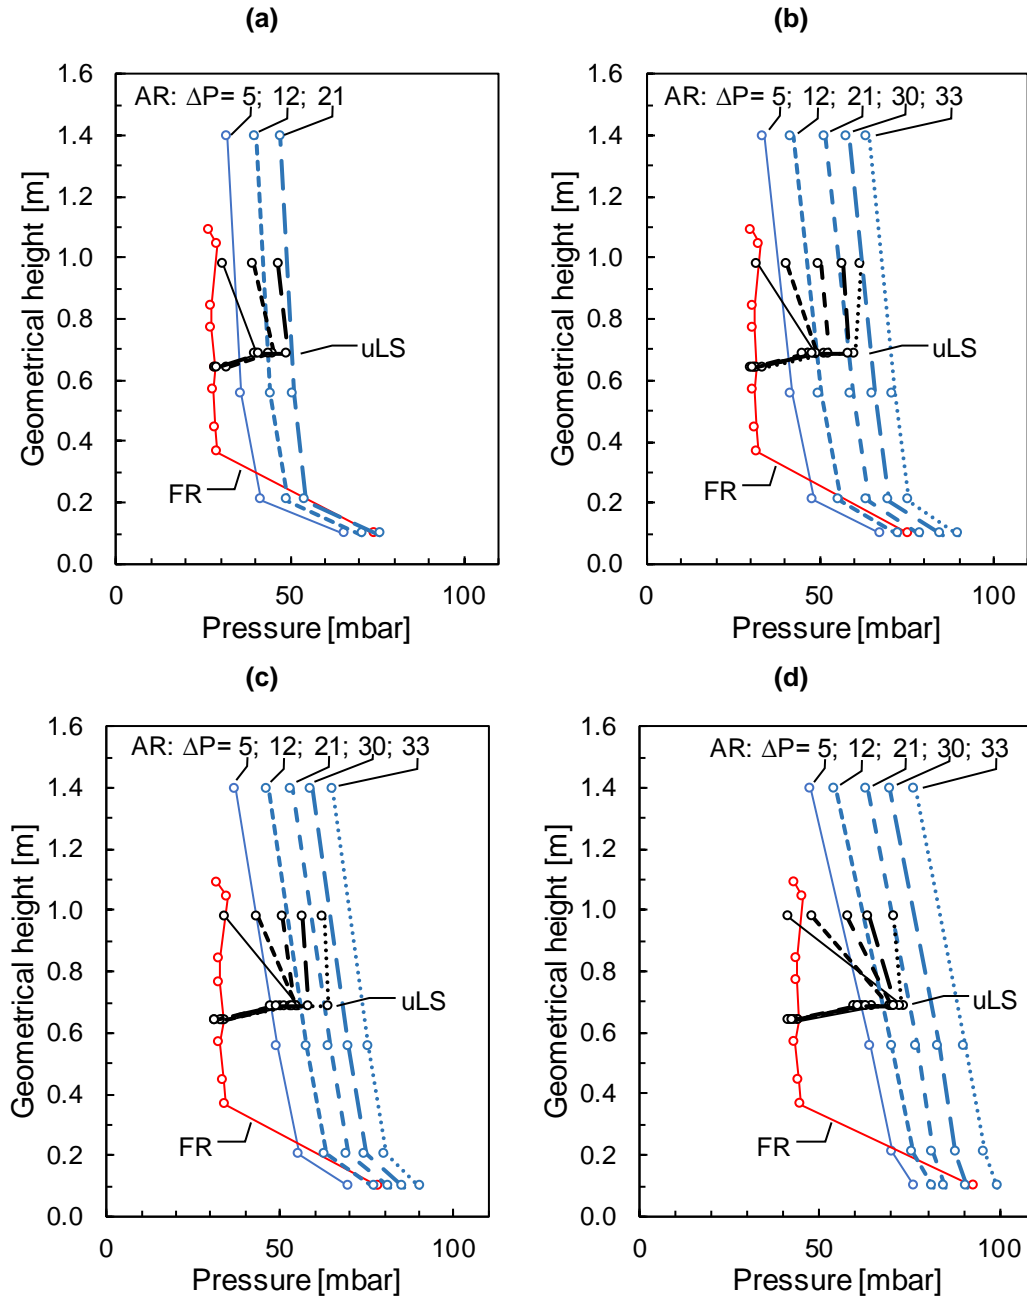 (a)
AR: ΔP= 5; 12; 21
Geometrical height [m]
1.6
1.4
1.2
1.0
0.8
0.6
0.4
0.2
0.0
uLS
FR
0
50
100
Pressure [mbar]
(b)
AR: ΔP= 5; 12; 21; 30; 33
Geometrical height [m]
1.6
1.4
1.2
1.0
0.8
0.6
0.4
0.2
0.0
uLS
FR
0
50
100
Pressure [mbar]
(c)
AR: ΔP= 5; 12; 21; 30; 33
Geometrical height [m]
1.6
1.4
1.2
1.0
0.8
0.6
0.4
0.2
0.0
uLS
FR
0
50
100
Pressure [mbar]
(d)
AR: ΔP= 5; 12; 21; 30; 33
Geometrical height [m]
1.6
1.4
1.2
1.0
0.8
0.6
0.4
0.2
0.0
uLS
FR
0
50
100
Pressure [mbar]